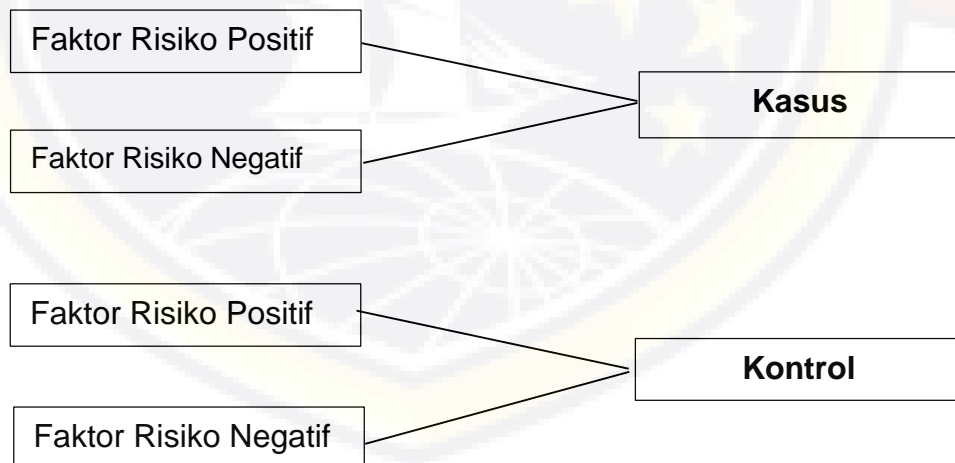 Faktor Risiko Positif
Kasus
Faktor Risiko Negatif
Faktor Risiko Positif
Kontrol
Faktor Risiko Negatif